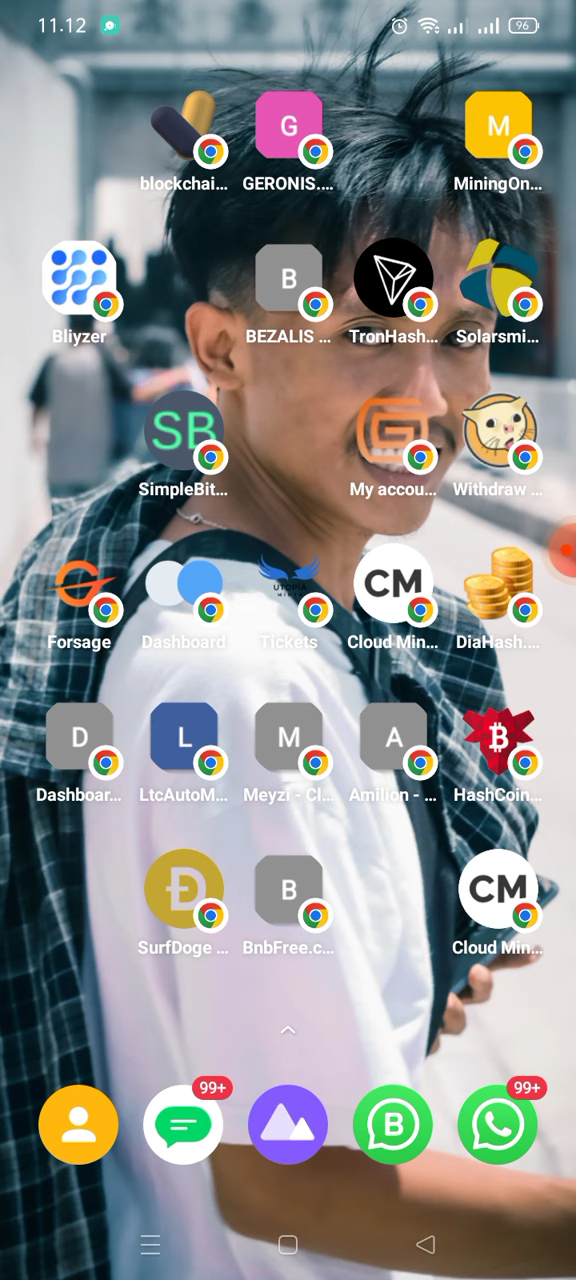 11.12
96
G
M
blockchai...
GERONIS....
MiningOn...
B
Bliyzer
BEZALIS ...
TronHash...
Solarsmi...
SB
SimpleBit...
My accou...
Withdraw ...
UTOPIA
CM
Forsage
Dashboard
Tickets
Cloud Min...
DiaHash....
D
L
M
A
Dashboar...
LtcAutoM...
Meyzi - Cl...
Amilion - ...
HashCoin...
B
CM
SurfDoge ...
BnbFree.c...
Cloud Min...
99+
99+
B